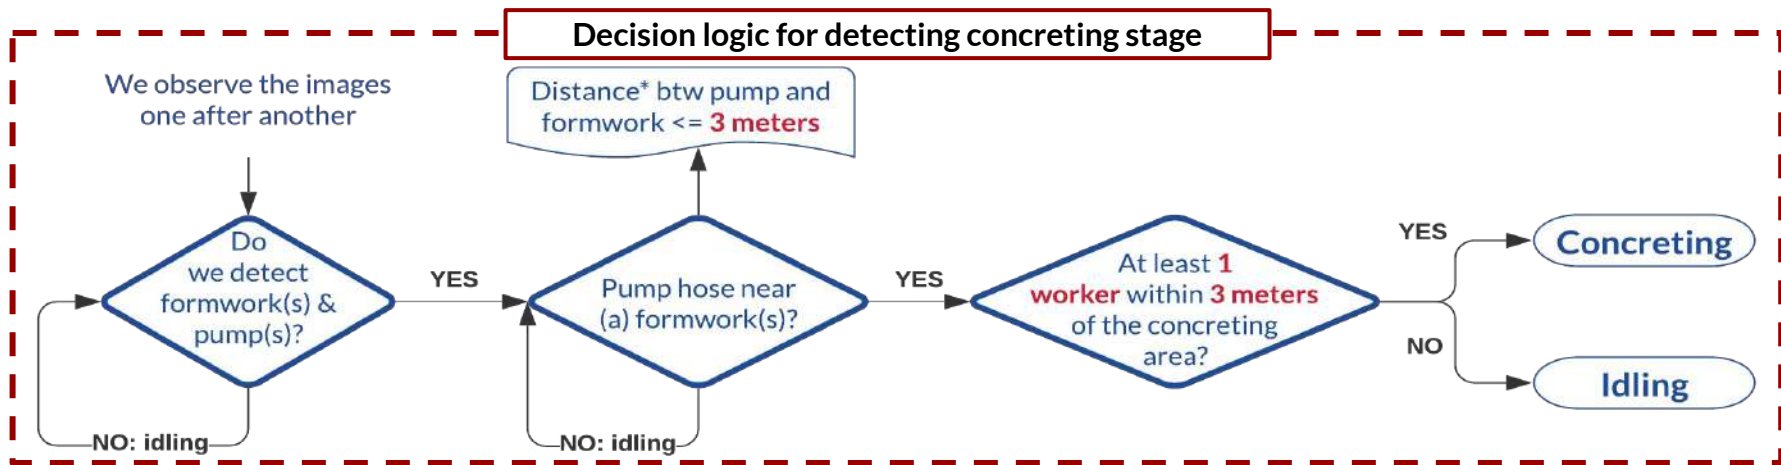 Decision logic for detecting concreting stage
We observe the images
one after another
Distance* btw pump and
formwork <= 3 meters
Do
we detect
formwork(s) &
pump(s)?
YES
NO: idling
Pump hose near
(a) formwork(s)?
YES
NO: idling
At least 1
worker within 3 meters
of the concreting
area?
YES
Concreting
NO
Idling